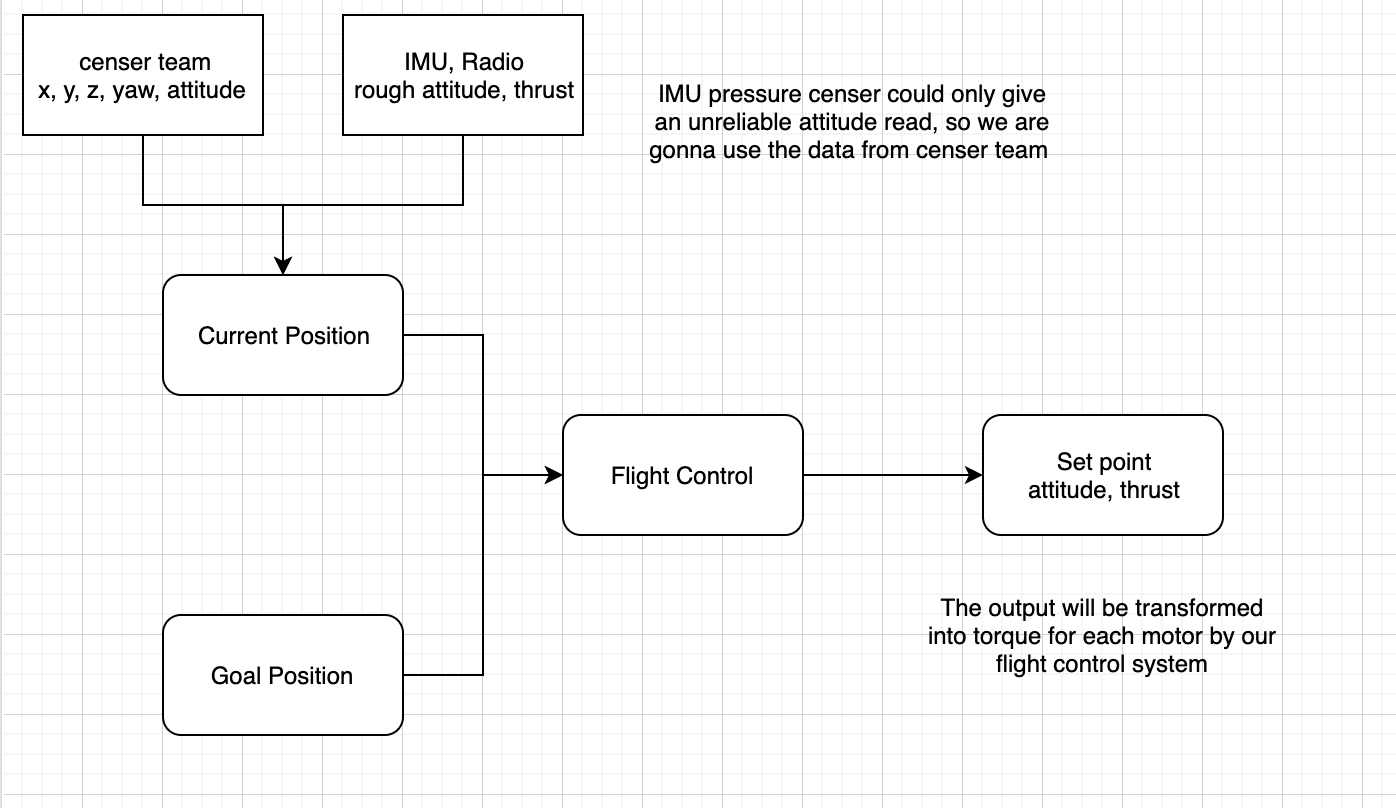 censer team
x, y, z, yaw, attitude
IMU, Radio
rough attitude, thrust
IMU pressure censer could only give
an unreliable attitude read, so we are
gonna use the data from censer team
Current Position
Flight Control
Set point
attitude, thrust
The output will be transformed
into torque for each motor by our
flight control system
Goal Position